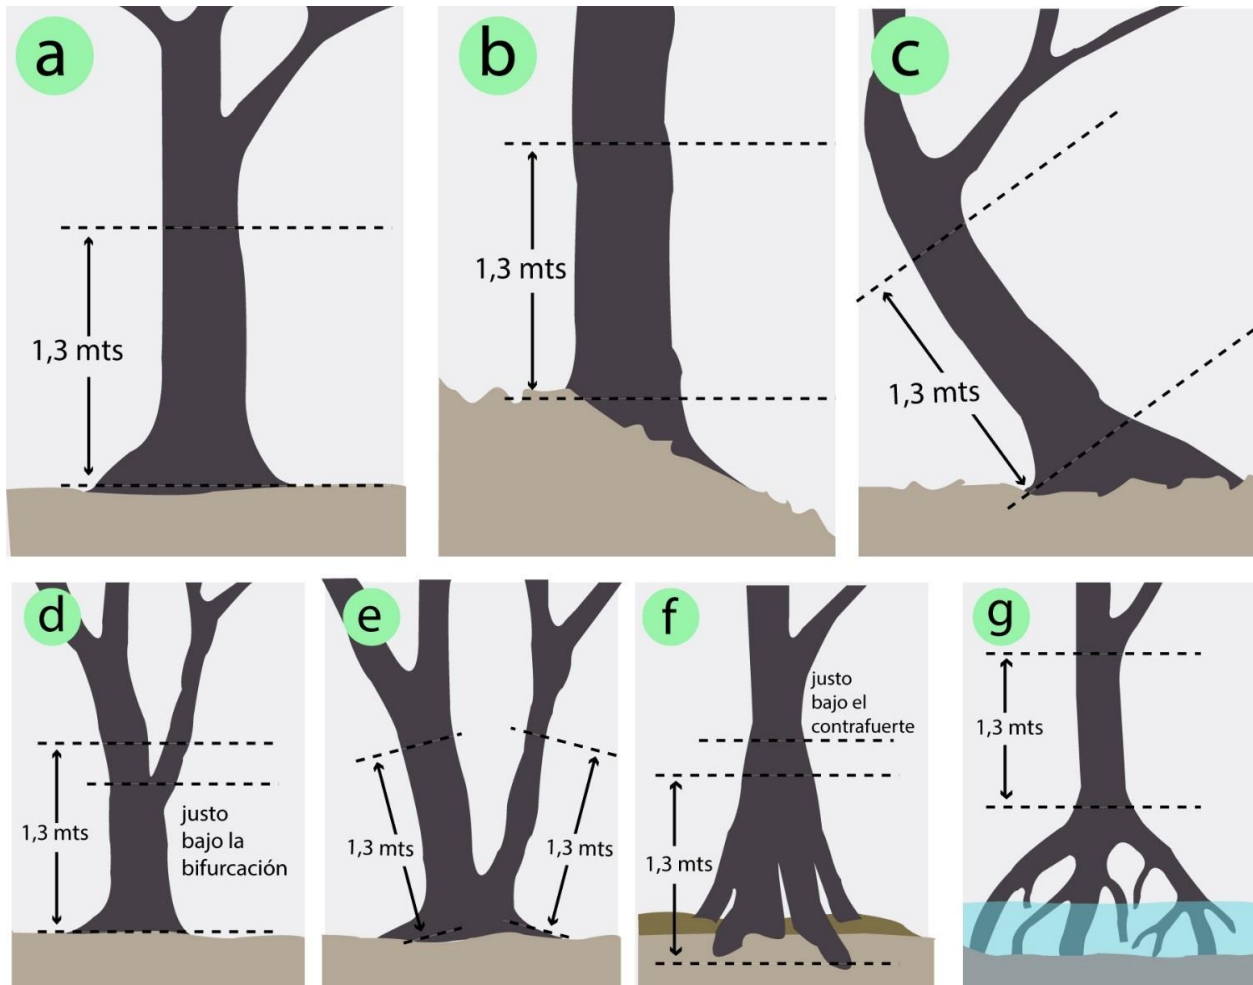 a
1,3 mts
b
1,3 mts
c
1,3 mts
d
1,3 mts
justo
bajo la
bifurcación
e
1,3 mts
1,3 mts
f
justo
bajo el
contrafuerte
1,3 mts
g
1,3 mts